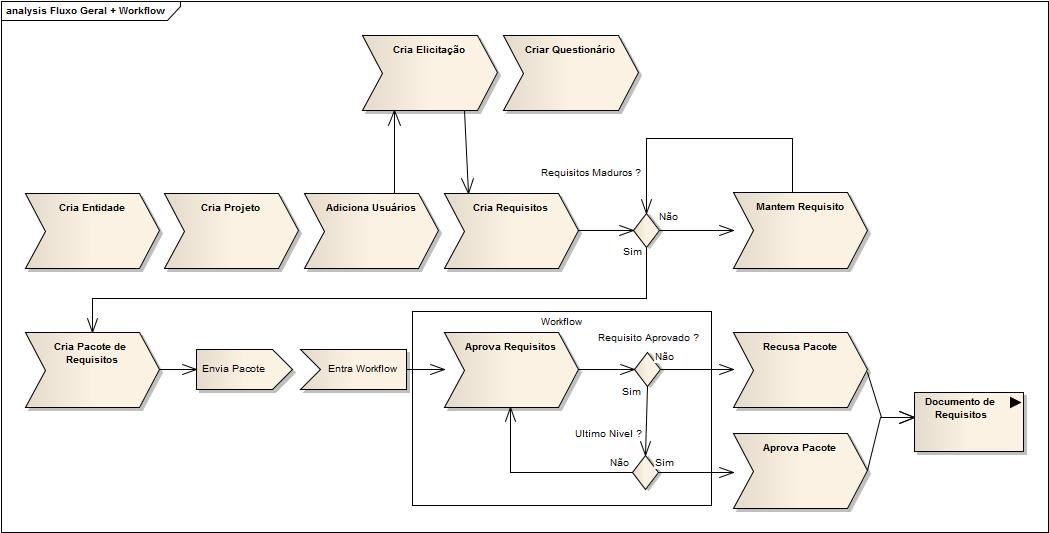 analysis Fluxo Geral + Workflow
Cria Elicitação
Criar Questionário
Requisitos Maduros ?
Cria Entidade
Cria Projeto
Adiciona Usuários
Cria Requisitos
Não
Mantem Requisito
Sim
Cria Pacote de
Requisitos
Envia Pacote
Entra Workflow
Workflow
Aprova Requisitos
Requisito Aprovado ?
Não
Sim
Recusa Pacote
Ultimo Nivel ?
Não
Sim
Aprova Pacote
Documento de
Requisitos